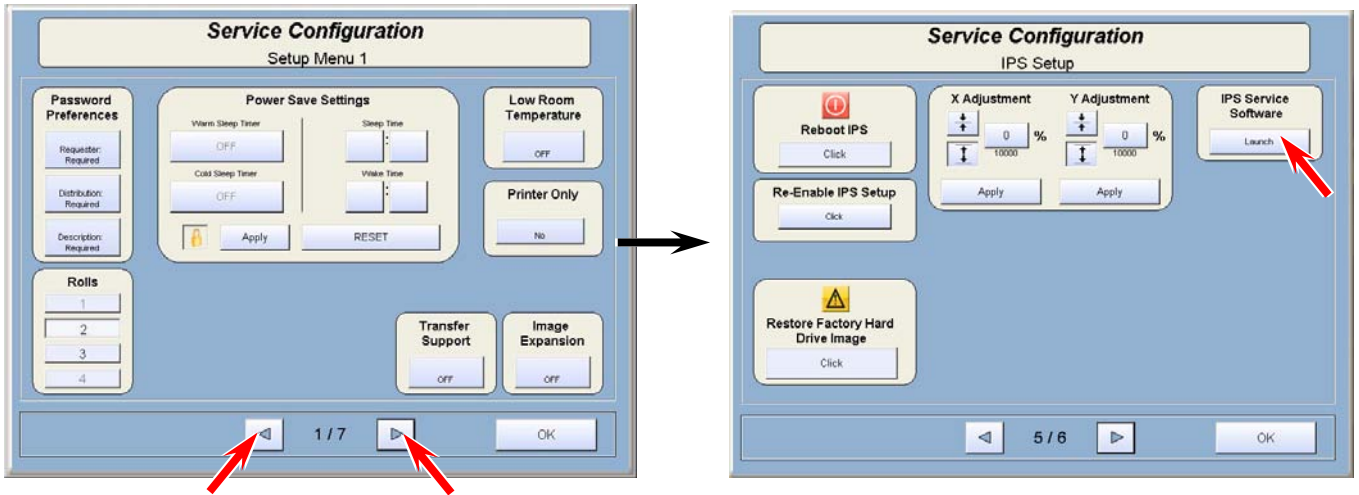 Service Configuration
Setup Menu 1
Password
Preferences
Requester:
Required
Distribution:
Required
Description:
Required
Power Save Settings
Warm Sleep Timer
OFF
Cold Sleep Timer
OFF
Sleep Time
:
Wake Time
:
Apply
RESET
Low Room
Temperature
OFF
Printer Only
No
Rolls
1
2
3
4
Transfer
Support
OFF
Image
Expansion
OFF
1 / 7
OK
Service Configuration
IPS Setup
Reboot IPS
Click
Re-Enable IPS Setup
Click
Restore Factory Hard
Drive Image
Click
X Adjustment
0 %
10000
Apply
Y Adjustment
0 %
10000
Apply
IPS Service
Software
Launch
5 / 6
OK